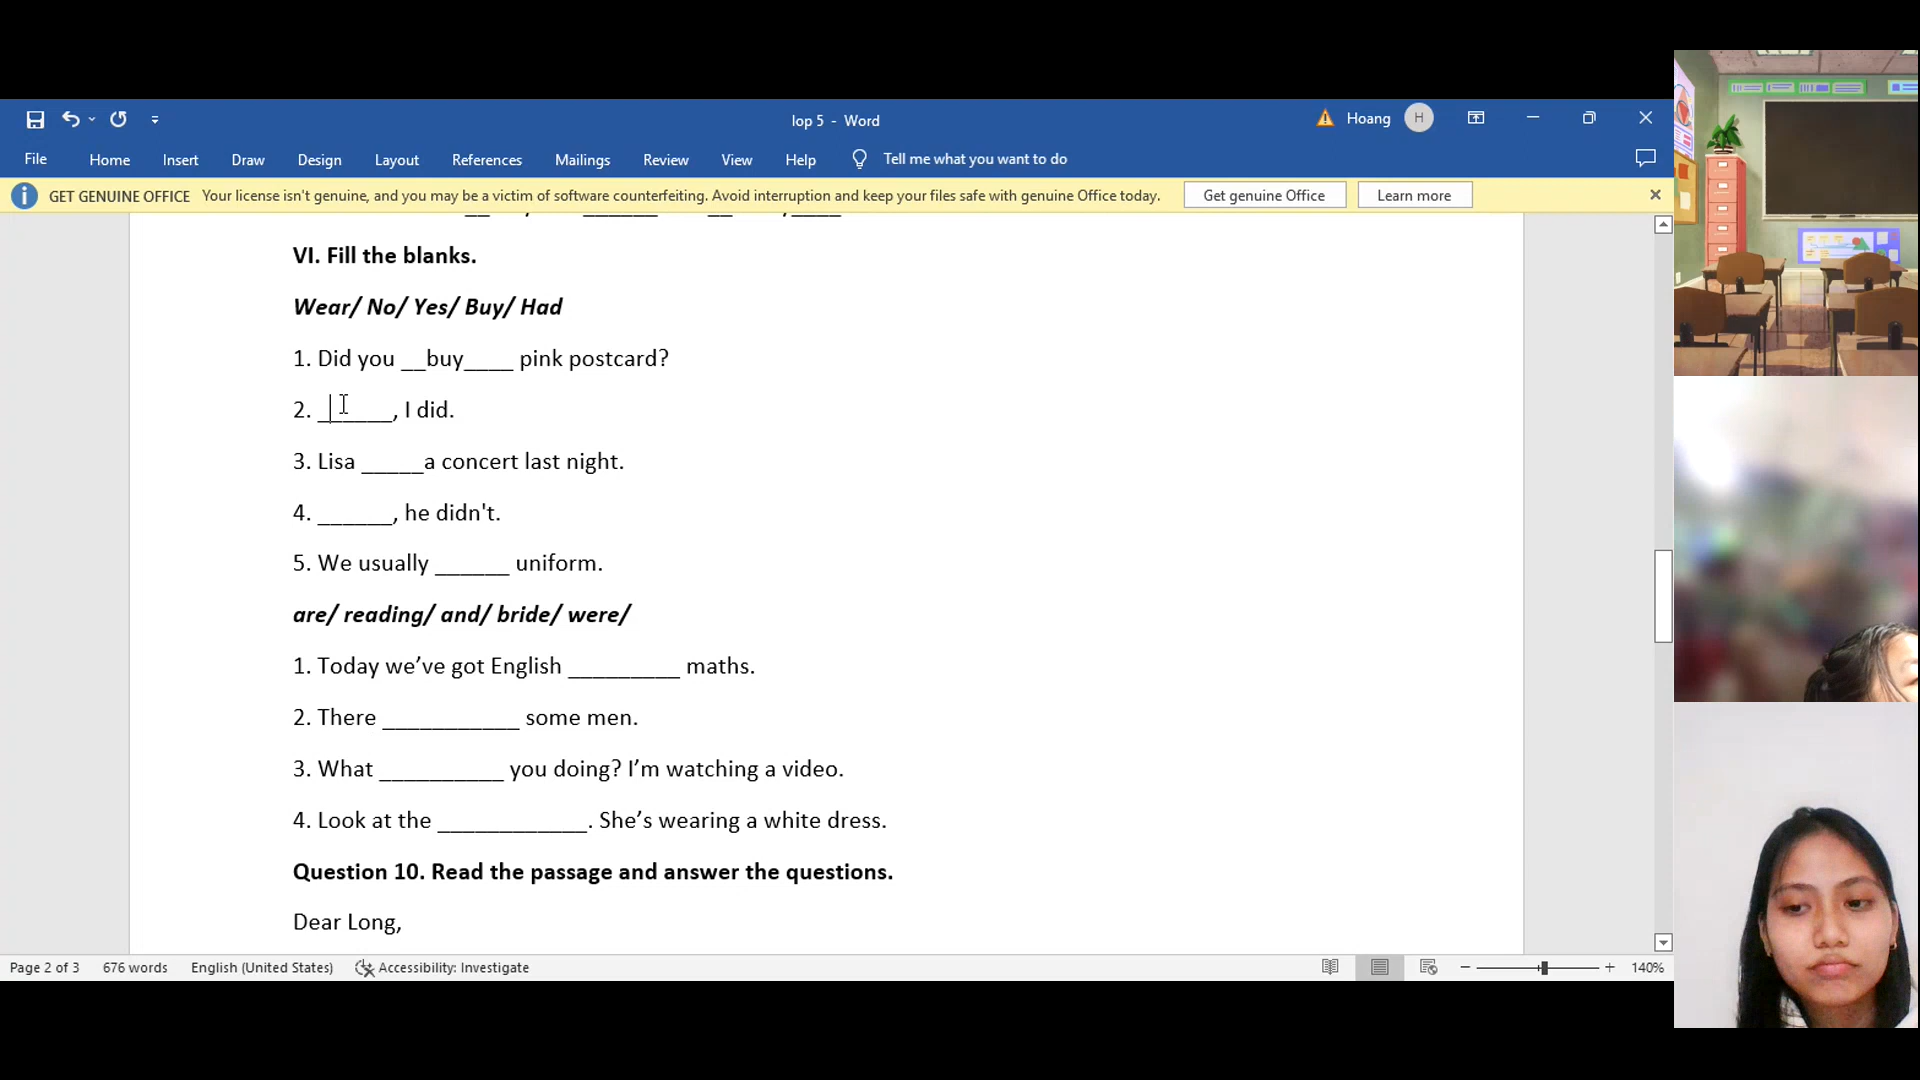 lop 5 - Word
Hoang
H
File Home Insert Draw Design Layout References Mailings Review View Help Tell me what you want to do
GET GENUINE OFFICE Your license isn't genuine, and you may be a victim of software counterfeiting. Avoid interruption and keep your files safe with genuine Office today. Get genuine Office Learn more
VI. Fill the blanks.
Wear/ No/ Yes/ Buy/ Had
1. Did you __buy____ pink postcard?
2. ______, I did.
3. Lisa _____a concert last night.
4. ______, he didn't.
5. We usually ______ uniform.
are/ reading/ and/ bride/ were/
1. Today we’ve got English _________ maths.
2. There ___________ some men.
3. What __________ you doing? I’m watching a video.
4. Look at the ____________. She’s wearing a white dress.
Question 10. Read the passage and answer the questions.
Dear Long,
Page 2 of 3 676 words English (United States) Accessibility: Investigate 140%